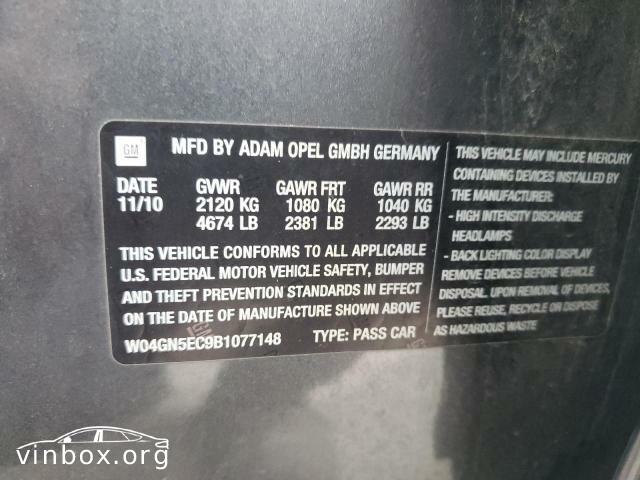 GM
MFD BY ADAM OPEL GMBH GERMANY
DATE GVWR GAWR FRT GAWR RR
11/10 2120 KG 1080 KG 1040 KG
4674 LB 2381 LB 2293 LB
THIS VEHICLE CONFORMS TO ALL APPLICABLE
U.S. FEDERAL MOTOR VEHICLE SAFETY, BUMPER
AND THEFT PREVENTION STANDARDS IN EFFECT
ON THE DATE OF MANUFACTURE SHOWN ABOVE
W04GN5EC9B1077148 TYPE: PASS CAR
THIS VEHICLE MAY INCLUDE MERCURY
CONTAINING DEVICES INSTALLED BY
THE MANUFACTURER:
- HIGH INTENSITY DISCHARGE
HEADLAMPS
- BACK LIGHTING COLOR DISPLAY
REMOVE DEVICES BEFORE VEHICLE
DISPOSAL. UPON REMOVAL OF DEVICES,
PLEASE REUSE, RECYCLE OR DISPOSE
AS HAZARDOUS WASTE
vinbox.org